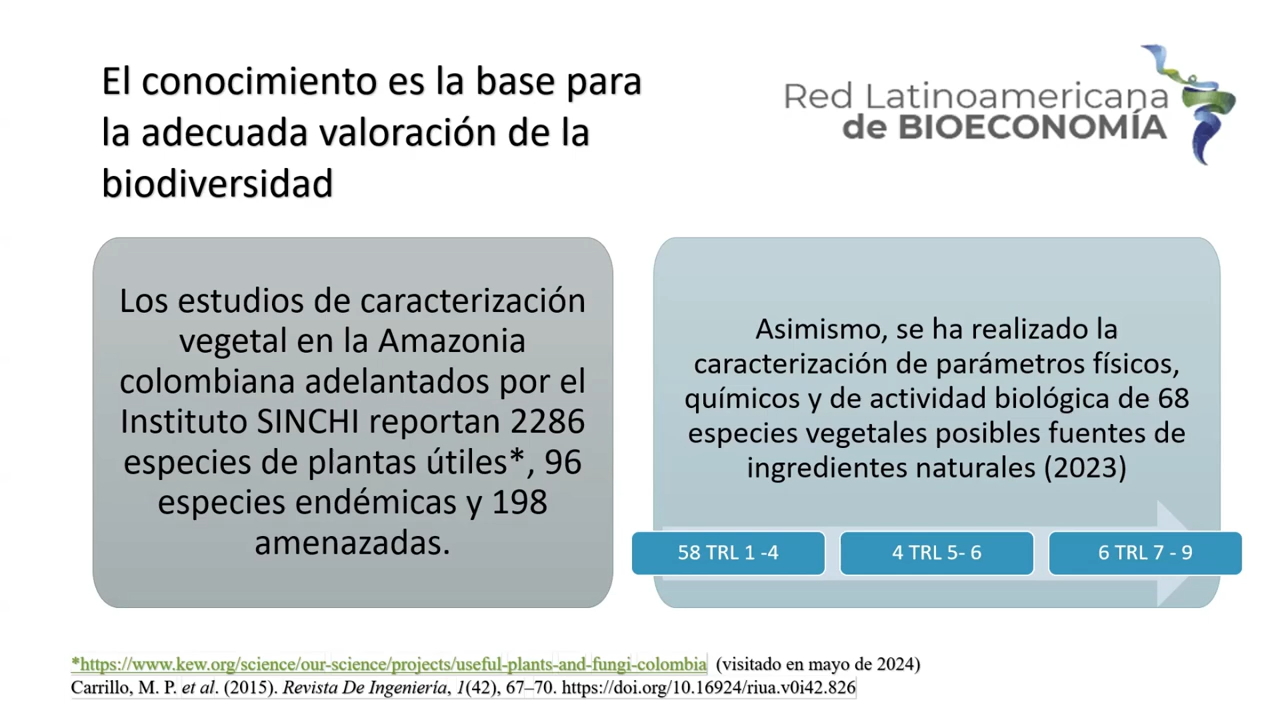 El conocimiento es la base para
la adecuada valoración de la
biodiversidad
Red Latinoamericana
de BIOECONOMÍA
Los estudios de caracterización
vegetal en la Amazonia
colombiana adelantados por el
Instituto SINCHI reportan 2286
especies de plantas útiles*, 96
especies endémicas y 198
amenazadas.
Asimismo, se ha realizado la
caracterización de parámetros físicos,
químicos y de actividad biológica de 68
especies vegetales posibles fuentes de
ingredientes naturales (2023)
58 TRL 1 -4
4 TRL 5- 6
6 TRL 7 - 9
*https://www.kew.org/science/our-science/projects/useful-plants-and-fungi-colombia (visitado en mayo de 2024)
Carrillo, M. P. et al. (2015). Revista De Ingeniería, 1(42), 67–70. https://doi.org/10.16924/riua.v0i42.826